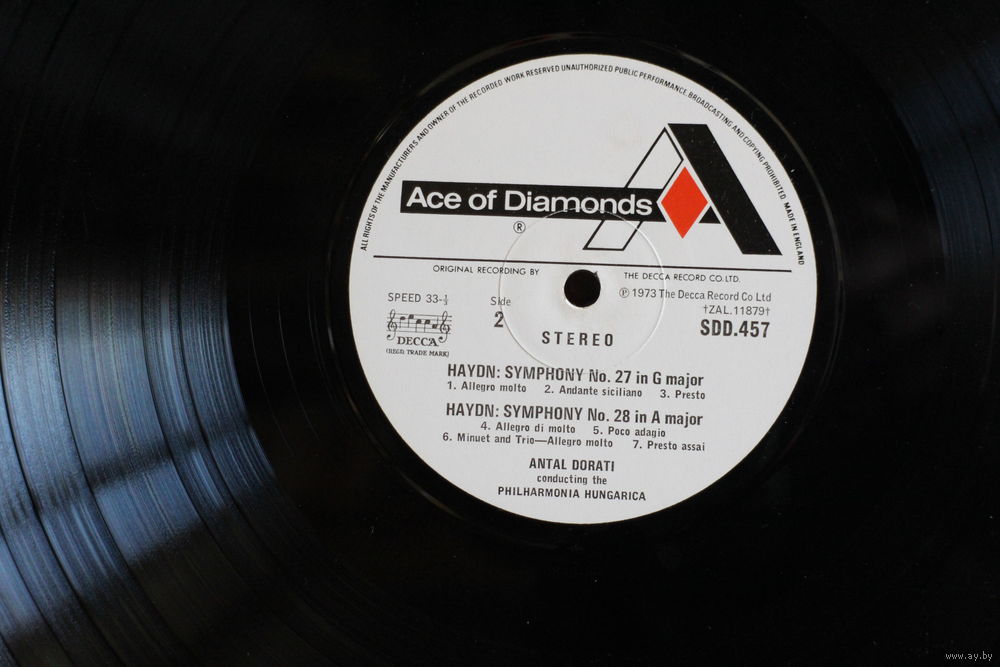 ALL RIGHTS OF THE MANUFACTURERS AND OWNER OF THE RECORDED WORK RESERVED UNAUTHORIZED PUBLIC PERFORMANCE BROADCASTING AND COPYING PROHIBITED. MADE IN ENGLAND
Ace of Diamonds
®
ORIGINAL RECORDING BY THE DECCA RECORD CO. LTD.
SPEED 33-⅓ Side ℗ 1973 The Decca Record Co Ltd
2 †ZAL.11879†
DECCA STEREO SDD.457
(REGD. TRADE MARK)
HAYDN: SYMPHONY No. 27 in G major
1. Allegro molto 2. Andante siciliano 3. Presto
HAYDN: SYMPHONY No. 28 in A major
4. Allegro di molto 5. Poco adagio
6. Minuet and Trio—Allegro molto 7. Presto assai
ANTAL DORATI
conducting the
PHILHARMONIA HUNGARICA
www.ay.by